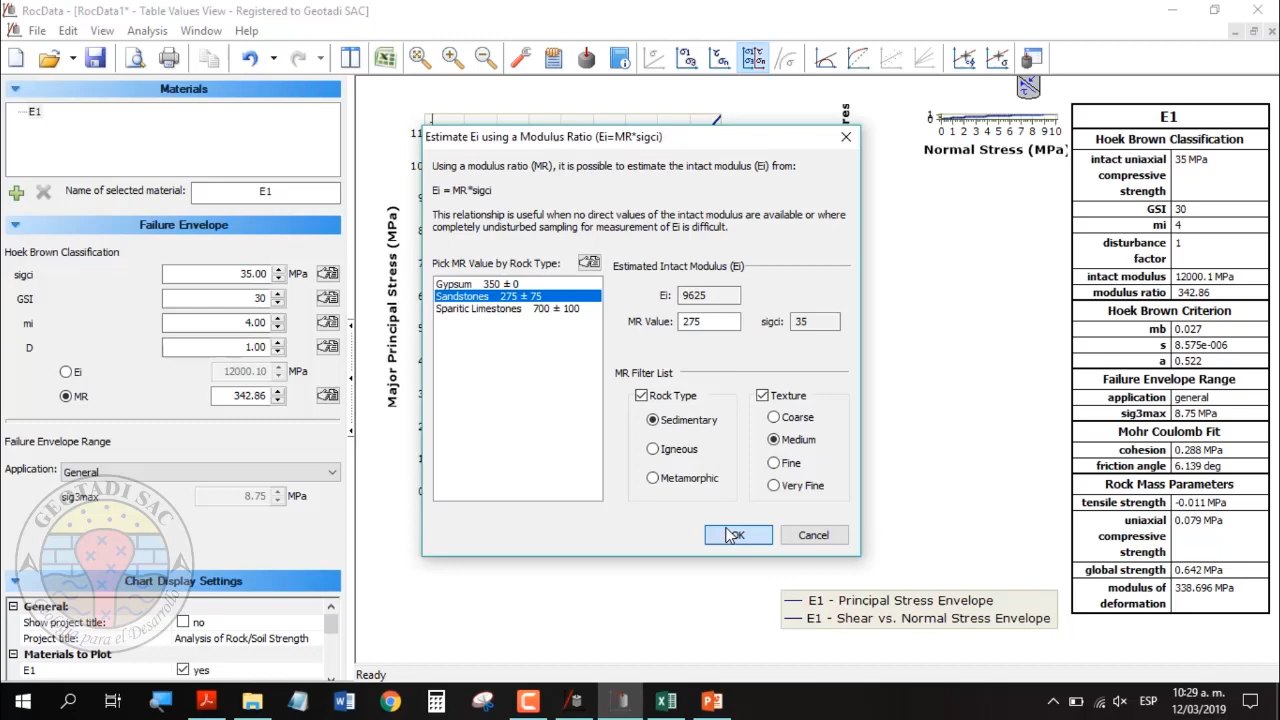 RocData - [RocData1* - Table Values View - Registered to Geotadi SAC]
File Edit View Analysis Window Help
Materials
E1
Name of selected material: E1
Failure Envelope
Hoek Brown Classification
sigci 35.00 MPa
GSI 30
mi 4.00
D 1.00
Ei 12000.10 MPa
MR 342.86
Failure Envelope Range
Application: General
sig3max 8.75 MPa
GEOTADI SAC
para el Desarrollo
Chart Display Settings
General:
Show project title: no
Project title: Analysis of Rock/Soil Strength
Materials to Plot
E1 yes
Major Principal Stress (MPa)
Estimate Ei using a Modulus Ratio (Ei=MR*sigci)
Using a modulus ratio (MR), it is possible to estimate the intact modulus (Ei) from:
Ei = MR*sigci
This relationship is useful when no direct values of the intact modulus are available or where
completely undisturbed sampling for measurement of Ei is difficult.
Pick MR Value by Rock Type:
Gypsum 350 ± 0
Sandstones 275 ± 75
Sparitic Limestones 700 ± 100
Estimated Intact Modulus (Ei)
Ei: 9625
MR Value: 275 sigci: 35
MR Filter List
Rock Type
Sedimentary
Igneous
Metamorphic
Texture
Coarse
Medium
Fine
Very Fine
OK Cancel
1
0
0 1 2 3 4 5 6 7 8 9 10
Normal Stress (MPa)
E1 - Principal Stress Envelope
E1 - Shear vs. Normal Stress Envelope
E1
Hoek Brown Classification
intact uniaxial 35 MPa
compressive
strength
GSI 30
mi 4
disturbance 1
factor
intact modulus 12000.1 MPa
modulus ratio 342.86
Hoek Brown Criterion
mb 0.027
s 8.575e-006
a 0.522
Failure Envelope Range
application general
sig3max 8.75 MPa
Mohr Coulomb Fit
cohesion 0.288 MPa
friction angle 6.139 deg
Rock Mass Parameters
tensile strength -0.011 MPa
uniaxial 0.079 MPa
compressive
strength
global strength 0.642 MPa
modulus of 338.696 MPa
deformation
Ready
ESP
10:29 a. m.
12/03/2019